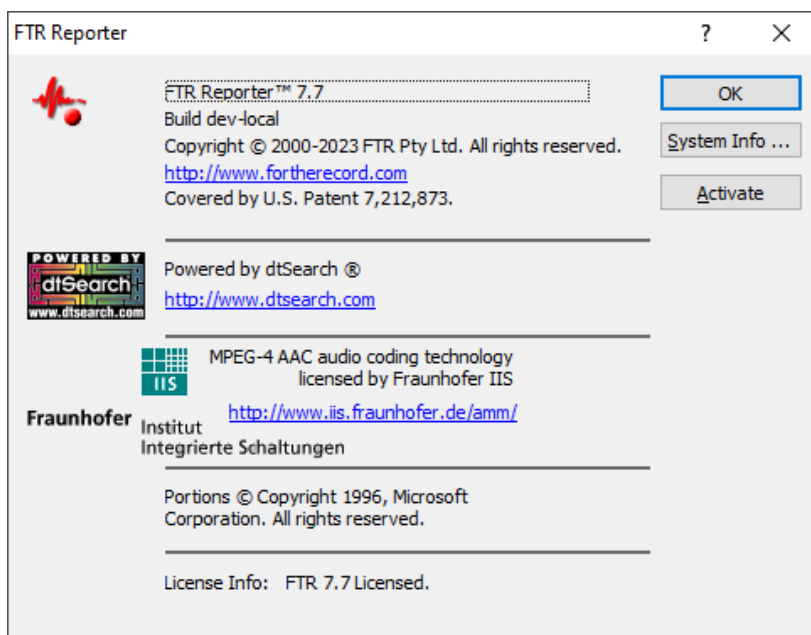 FTR Reporter
?
FTR Reporter™ 7.7
OK
Build dev-local
Copyright © 2000-2023 FTR Pty Ltd. All rights reserved.
System Info ...
http://www.fortherecord.com
Covered by U.S. Patent 7,212,873.
Activate
POWERED BY
dtSearch®
www.dtsearch.com
Powered by dtSearch ®
http://www.dtsearch.com
IIS
MPEG-4 AAC audio coding technology
licensed by Fraunhofer IIS
http://www.iis.fraunhofer.de/amm/
Fraunhofer
Institut
Integrierte Schaltungen
Portions © Copyright 1996, Microsoft
Corporation. All rights reserved.
License Info: FTR 7.7 Licensed.